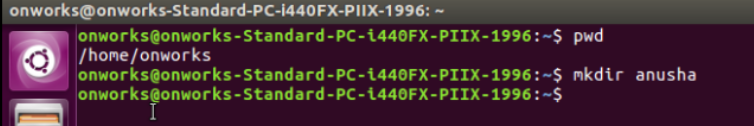 onworks@onworks-Standard-PC-i440FX-PIIX-1996: ~
onworks@onworks-Standard-PC-i440FX-PIIX-1996:~$ pwd
/home/onworks
onworks@onworks-Standard-PC-i440FX-PIIX-1996:~$ mkdir anusha
onworks@onworks-Standard-PC-i440FX-PIIX-1996:~$